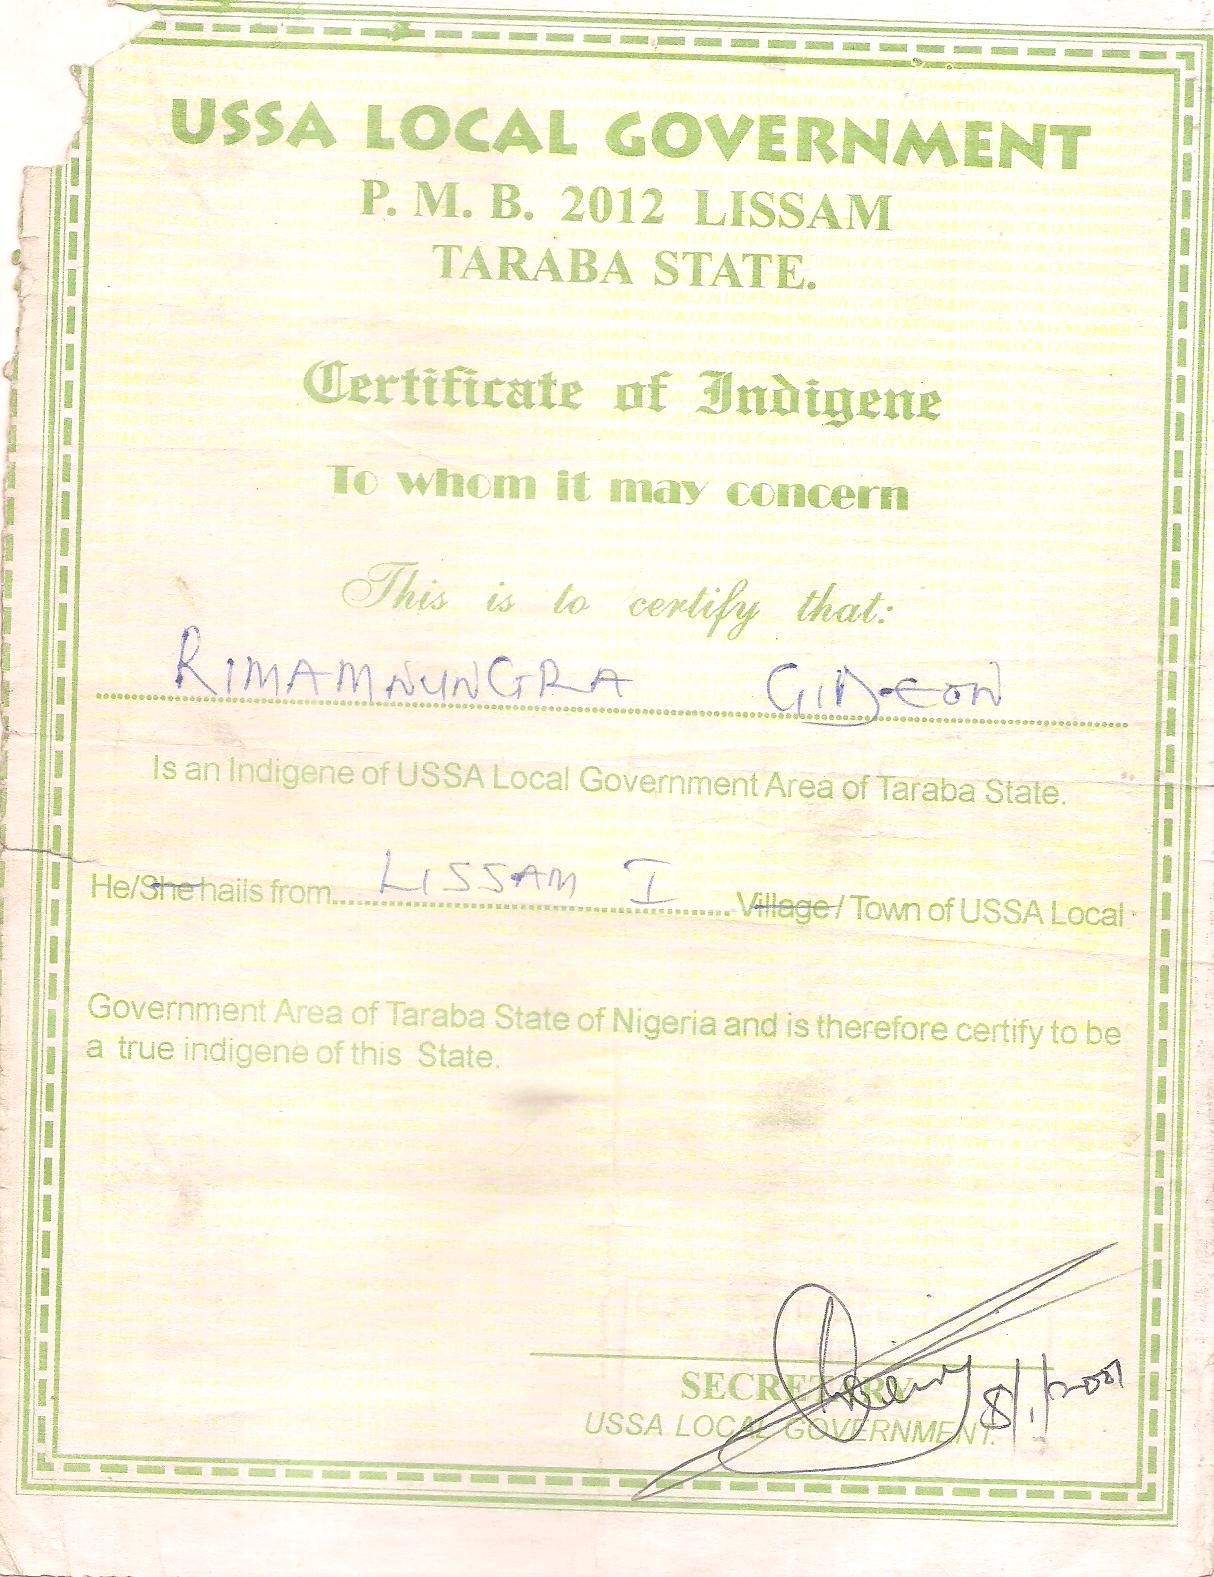 USSA LOCAL GOVERNMENT
P. M. B. 2012 LISSAM
TARABA STATE.
Certificate of Indigene
To whom it may concern
This is to certify that:
RIMAMNUNGRA GIDEON
Is an Indigene of USSA Local Government Area of Taraba State.
He/She hails from LISSAM I Village / Town of USSA Local
Government Area of Taraba State of Nigeria and is therefore certify to be
a true indigene of this State.
SECRETARY 8/1/2001
USSA LOCAL GOVERNMENT.